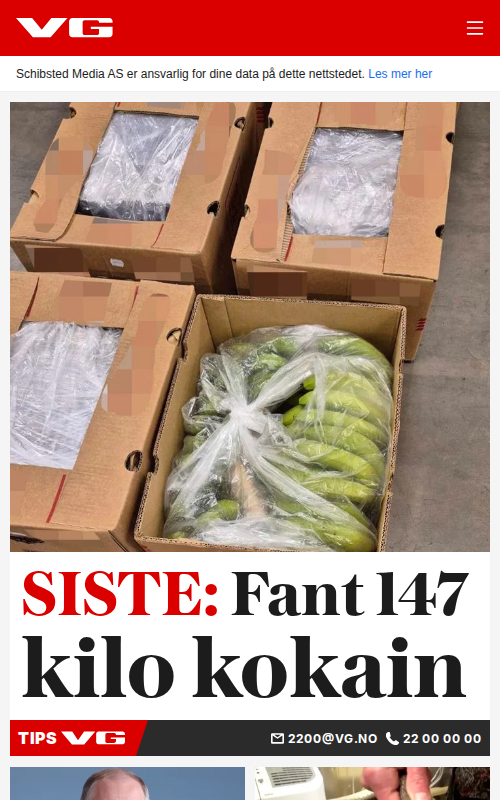 VG
Schibsted Media AS er ansvarlig for dine data på dette nettstedet. Les mer her
SISTE: Fant 147
kilo kokain
TIPS VG 2200@VG.NO 22 00 00 00